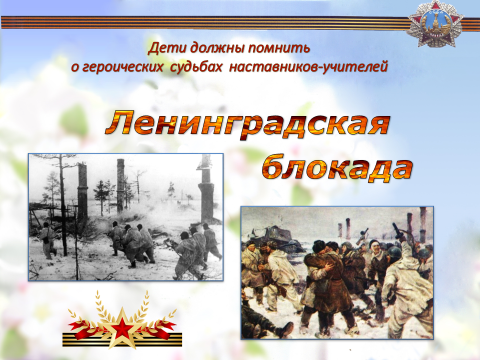 Дети должны помнить
о героических судьбах наставников-учителей
Ленинградская
блокада